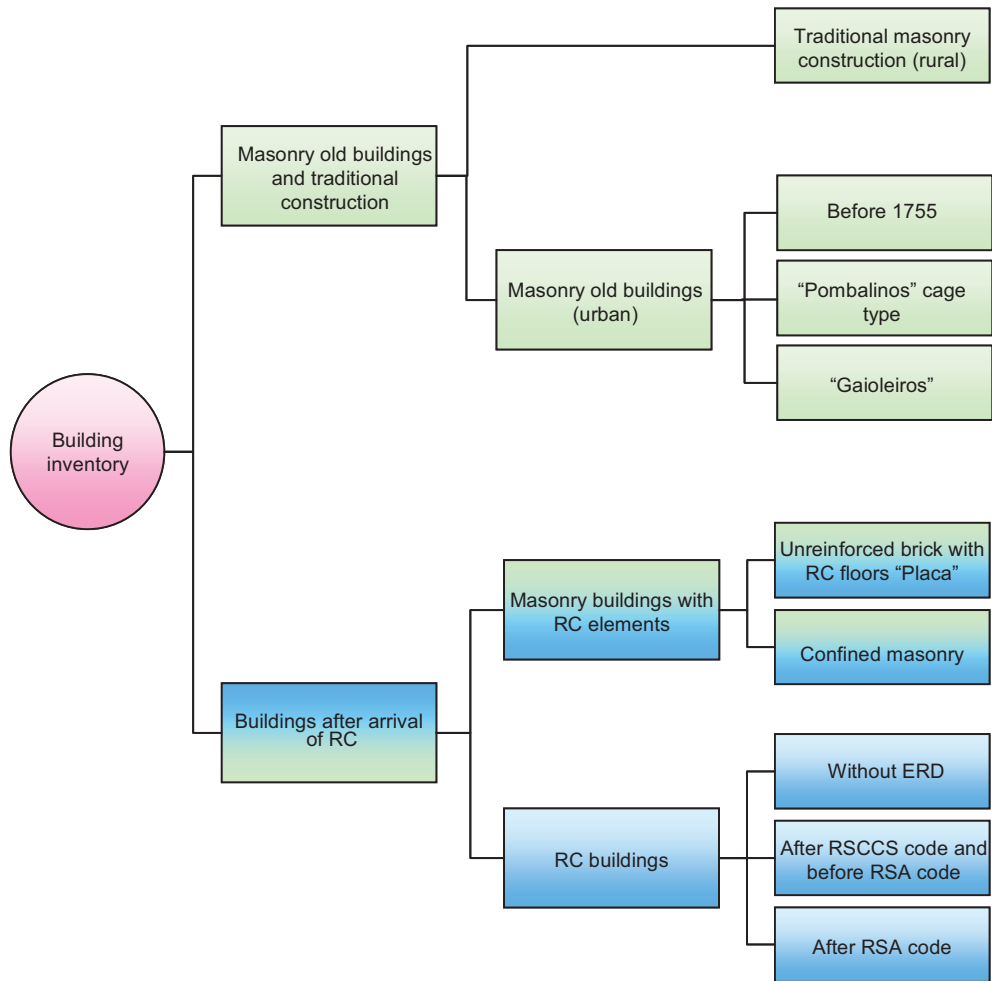 Building
inventory
Masonry old buildings
and traditional
construction
Traditional masonry
construction (rural)
Masonry old buildings
(urban)
Before 1755
“Pombalinos” cage
type
“Gaioleiros”
Buildings after arrival
of RC
Masonry buildings with
RC elements
Unreinforced brick with
RC floors “Placa”
Confined masonry
RC buildings
Without ERD
After RSCCS code and
before RSA code
After RSA code